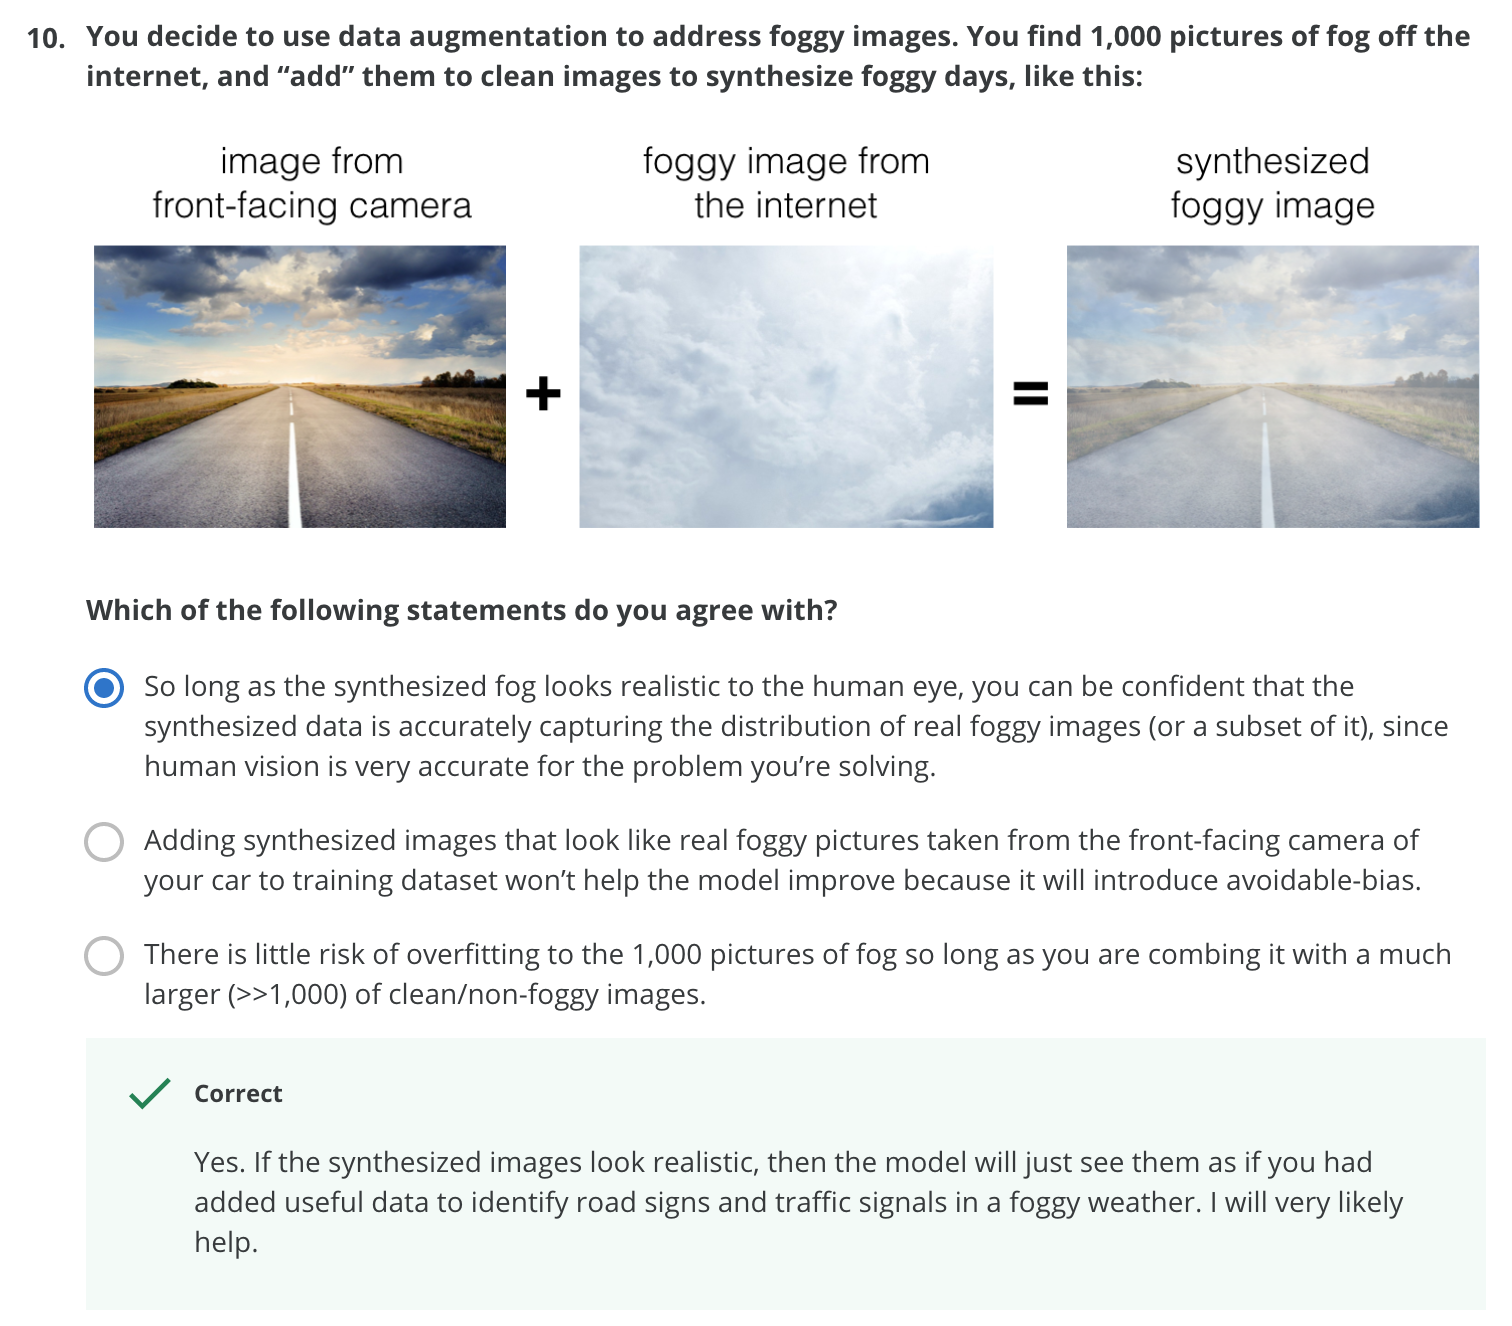 10. You decide to use data augmentation to address foggy images. You find 1,000 pictures of fog off the
internet, and “add” them to clean images to synthesize foggy days, like this:
image from
front-facing camera
foggy image from
the internet
synthesized
foggy image
+
=
Which of the following statements do you agree with?
So long as the synthesized fog looks realistic to the human eye, you can be confident that the
synthesized data is accurately capturing the distribution of real foggy images (or a subset of it), since
human vision is very accurate for the problem you’re solving.
Adding synthesized images that look like real foggy pictures taken from the front-facing camera of
your car to training dataset won’t help the model improve because it will introduce avoidable-bias.
There is little risk of overfitting to the 1,000 pictures of fog so long as you are combing it with a much
larger (>>1,000) of clean/non-foggy images.
Correct
Yes. If the synthesized images look realistic, then the model will just see them as if you had
added useful data to identify road signs and traffic signals in a foggy weather. I will very likely
help.